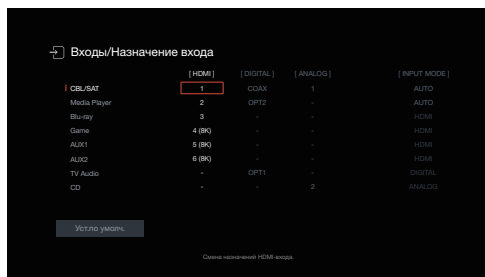 Входы/Назначение входа
[ HDMI ] [ DIGITAL ] [ ANALOG ] [ INPUT MODE ]
CBL/SAT 1 COAX 1 AUTO
Media Player 2 OPT2 - AUTO
Blu-ray 3 - - HDMI
Game 4 (8K) - - HDMI
AUX1 5 (8K) - - HDMI
AUX2 6 (8K) - - HDMI
TV Audio - OPT1 - DIGITAL
CD - - 2 ANALOG
Уст.по умолч.
Смена назначений HDMI-входа.